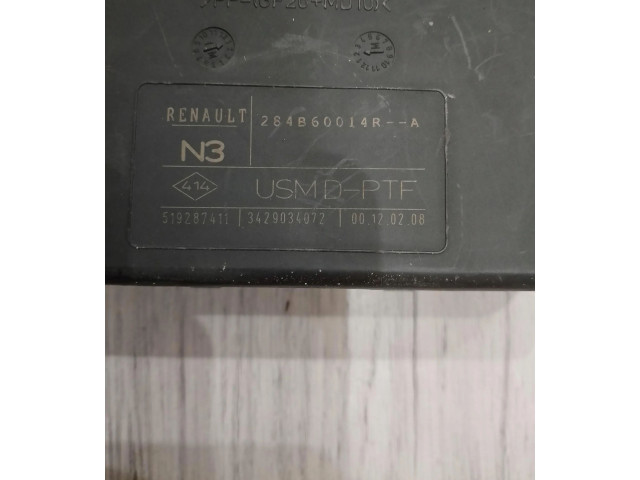 RENAULT 284B60014R--A
N3
414 USM D-PTF
519287411 3429034072 00.12.02.08